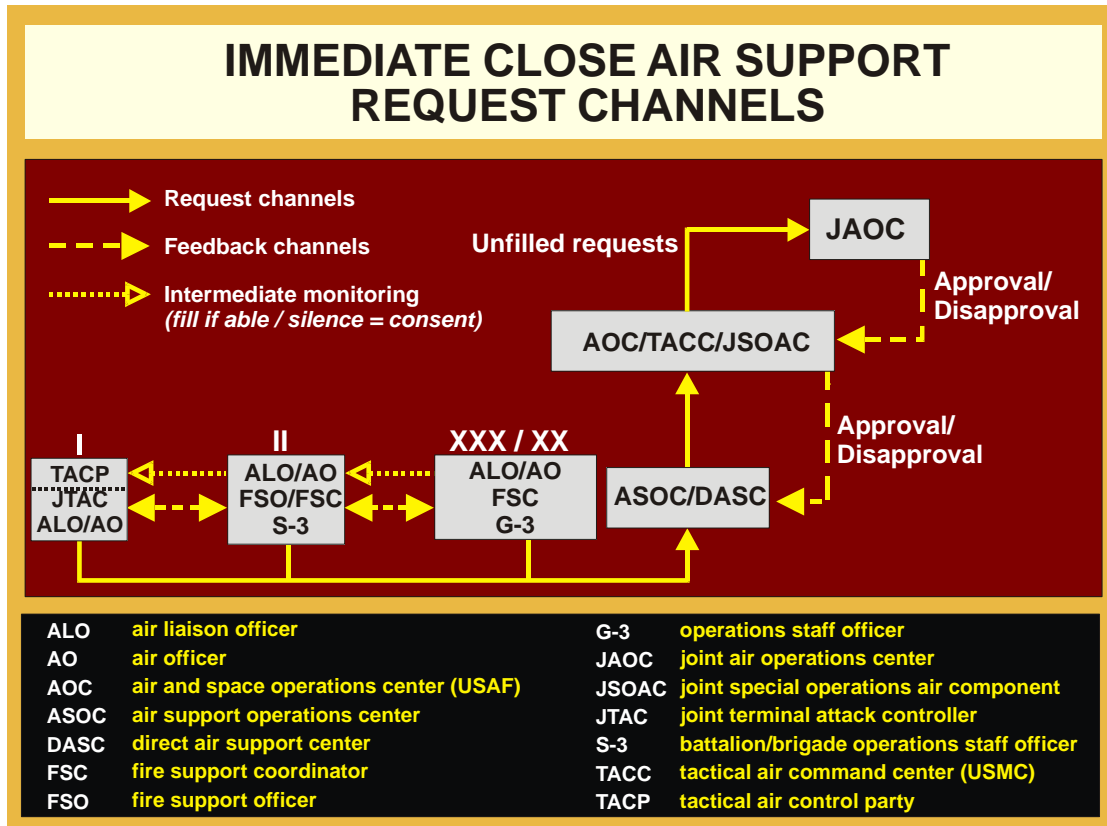 IMMEDIATE CLOSE AIR SUPPORT
REQUEST CHANNELS
Request channels
Feedback channels
Intermediate monitoring
(fill if able / silence = consent)
Unfilled requests
JAOC
Approval/
Disapproval
AOC/TACC/JSOAC
Approval/
Disapproval
I
TACP
JTAC
ALO/AO
II
ALO/AO
FSO/FSC
S-3
XXX / XX
ALO/AO
FSC
G-3
ASOC/DASC
ALO air liaison officer
AO air officer
AOC air and space operations center (USAF)
ASOC air support operations center
DASC direct air support center
FSC fire support coordinator
FSO fire support officer
G-3 operations staff officer
JAOC joint air operations center
JSOAC joint special operations air component
JTAC joint terminal attack controller
S-3 battalion/brigade operations staff officer
TACC tactical air command center (USMC)
TACP tactical air control party